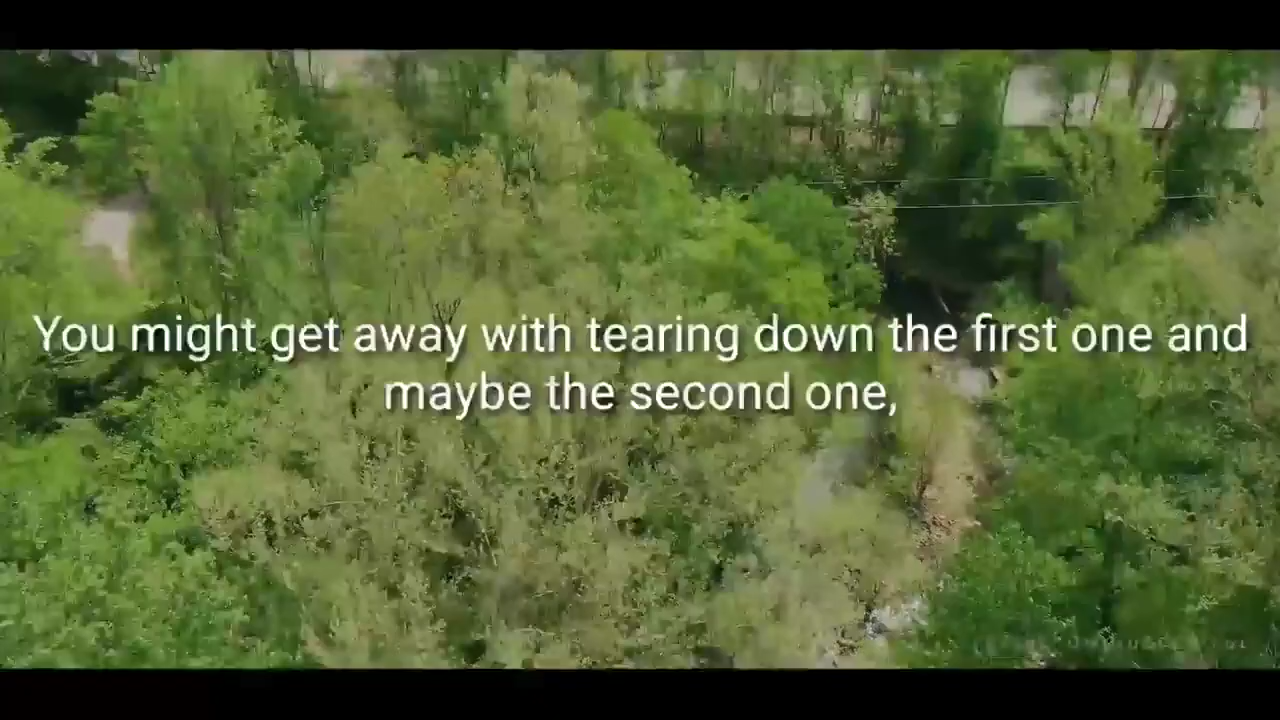 You might get away with tearing down the first one and
maybe the second one,